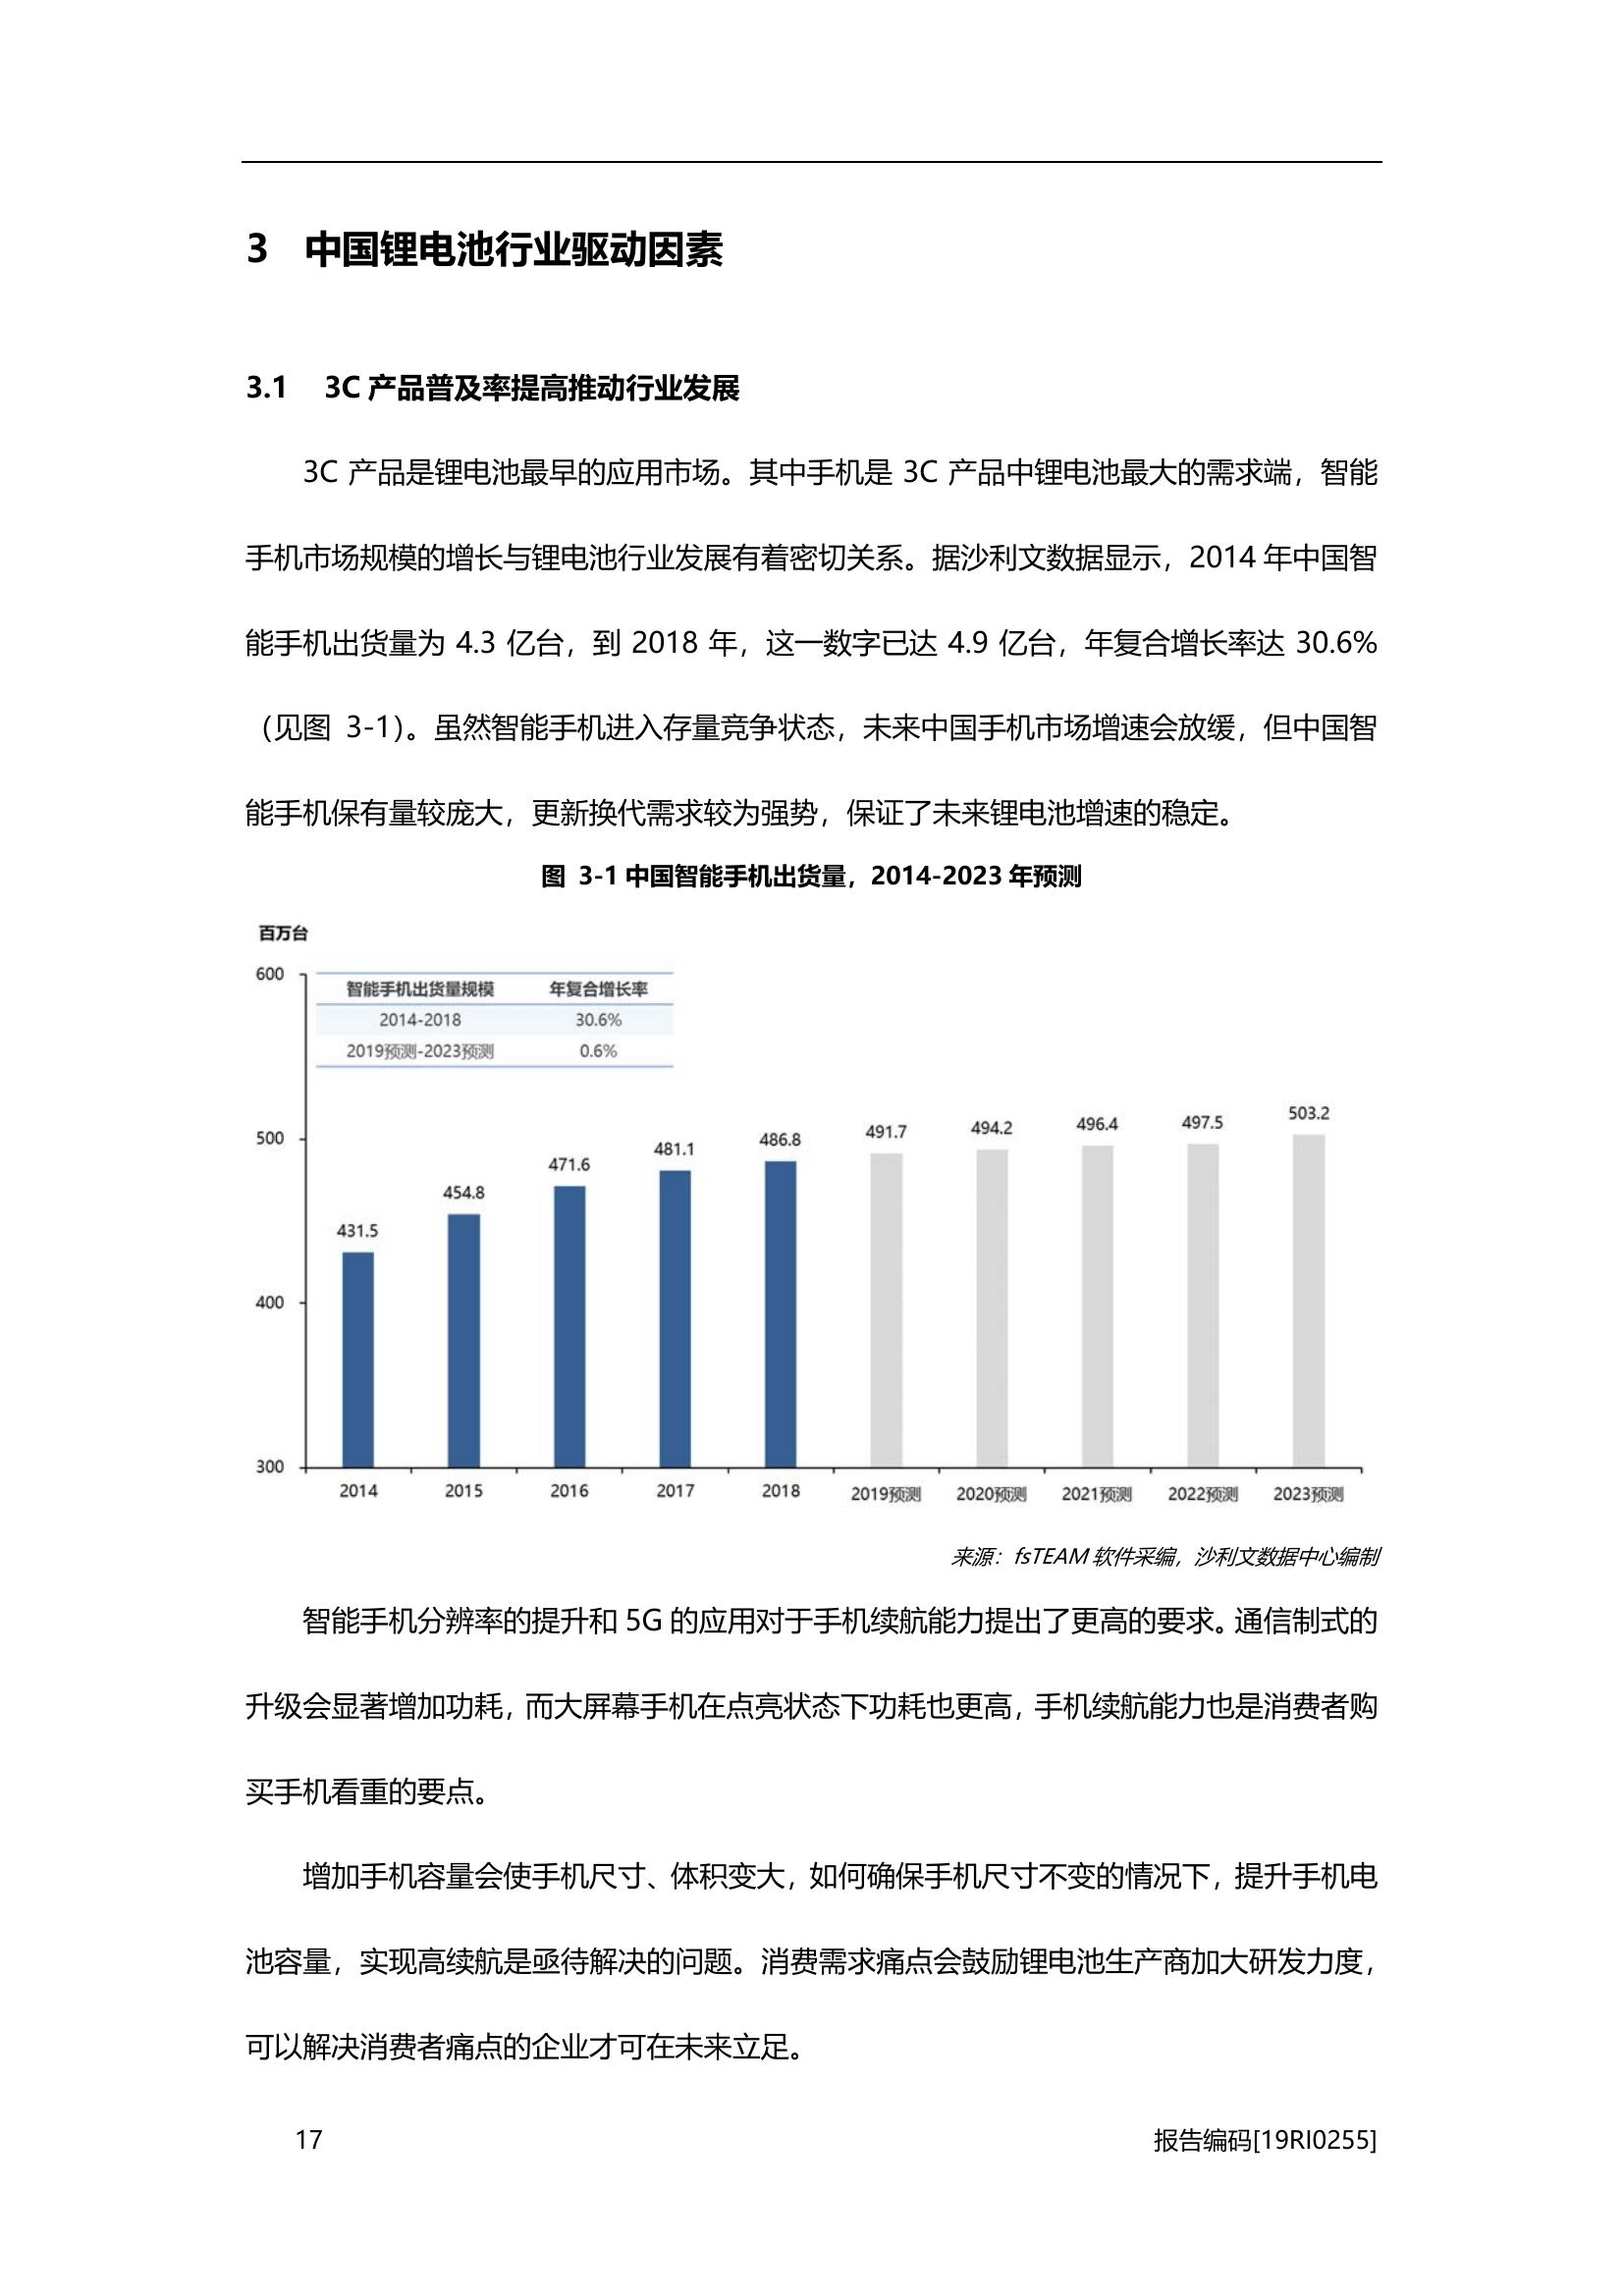 3 中国锂电池行业驱动因素
3.1 3C 产品普及率提高推动行业发展
3C 产品是锂电池最早的应用市场。其中手机是 3C 产品中锂电池最大的需求端，智能
手机市场规模的增长与锂电池行业发展有着密切关系。据沙利文数据显示，2014 年中国智
能手机出货量为 4.3 亿台，到 2018 年，这一数字已达 4.9 亿台，年复合增长率达 30.6%
（见图 3-1）。虽然智能手机进入存量竞争状态，未来中国手机市场增速会放缓，但中国智
能手机保有量较庞大，更新换代需求较为强势，保证了未来锂电池增速的稳定。
图 3-1 中国智能手机出货量，2014-2023 年预测
百万台
600
智能手机出货量规模 年复合增长率
2014-2018 30.6%
2019预测-2023预测 0.6%
500
400
300
431.5 454.8 471.6 481.1 486.8 491.7 494.2 496.4 497.5 503.2
2014 2015 2016 2017 2018 2019预测 2020预测 2021预测 2022预测 2023预测
来源：fsTEAM 软件采编，沙利文数据中心编制
智能手机分辨率的提升和 5G 的应用对于手机续航能力提出了更高的要求。通信制式的
升级会显著增加功耗，而大屏幕手机在点亮状态下功耗也更高，手机续航能力也是消费者购
买手机看重的要点。
增加手机容量会使手机尺寸、体积变大，如何确保手机尺寸不变的情况下，提升手机电
池容量，实现高续航是亟待解决的问题。消费需求痛点会鼓励锂电池生产商加大研发力度，
可以解决消费者痛点的企业才可在未来立足。
17 报告编码[19RI0255]